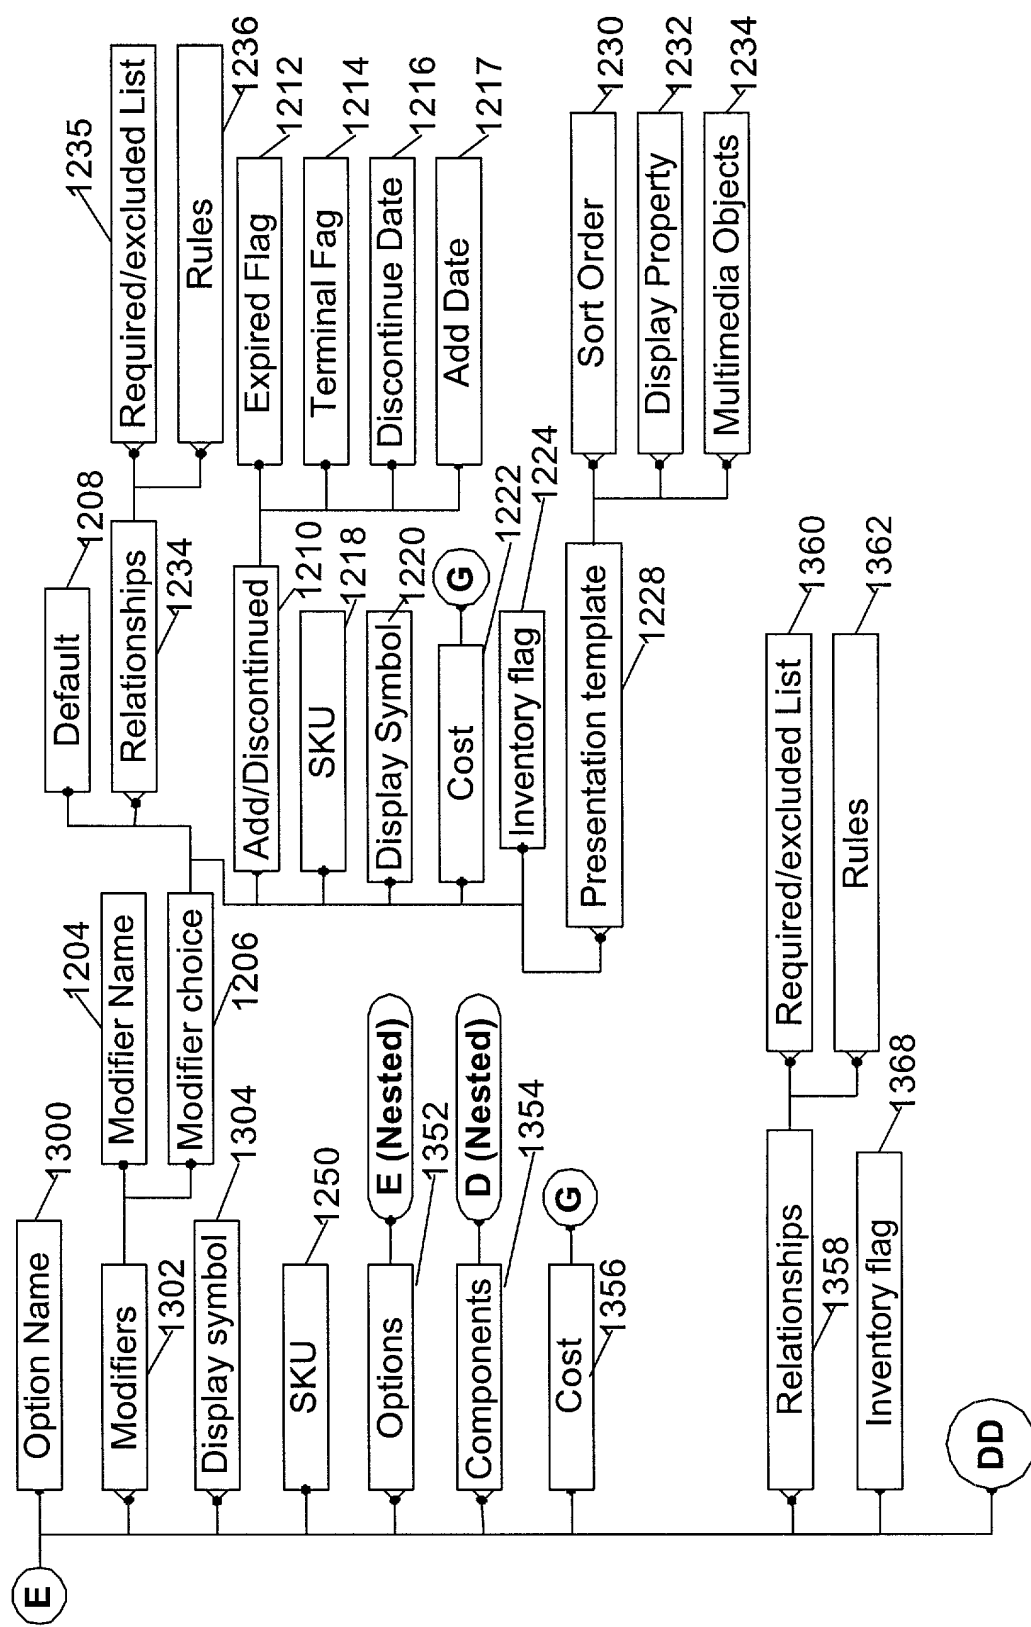 E
Option Name
1300
Modifiers
1302
Modifier Name
1204
Modifier choice
1206
Default
1208
Relationships
1234
Required/excluded List
1235
Rules
1236
Add/Discontinued
1210
Expired Flag
1212
Terminal Fag
1214
Discontinue Date
1216
Add Date
1217
SKU
1218
Display Symbol
1220
Cost
G
1222
Inventory flag
1224
Presentation template
1228
Sort Order
1230
Display Property
1232
Multimedia Objects
1234
Display symbol
1304
SKU
1250
Options
E (Nested)
1352
Components
D (Nested)
1354
Cost
G
1356
Relationships
1358
Required/excluded List
1360
Rules
1362
Inventory flag
1368
DD